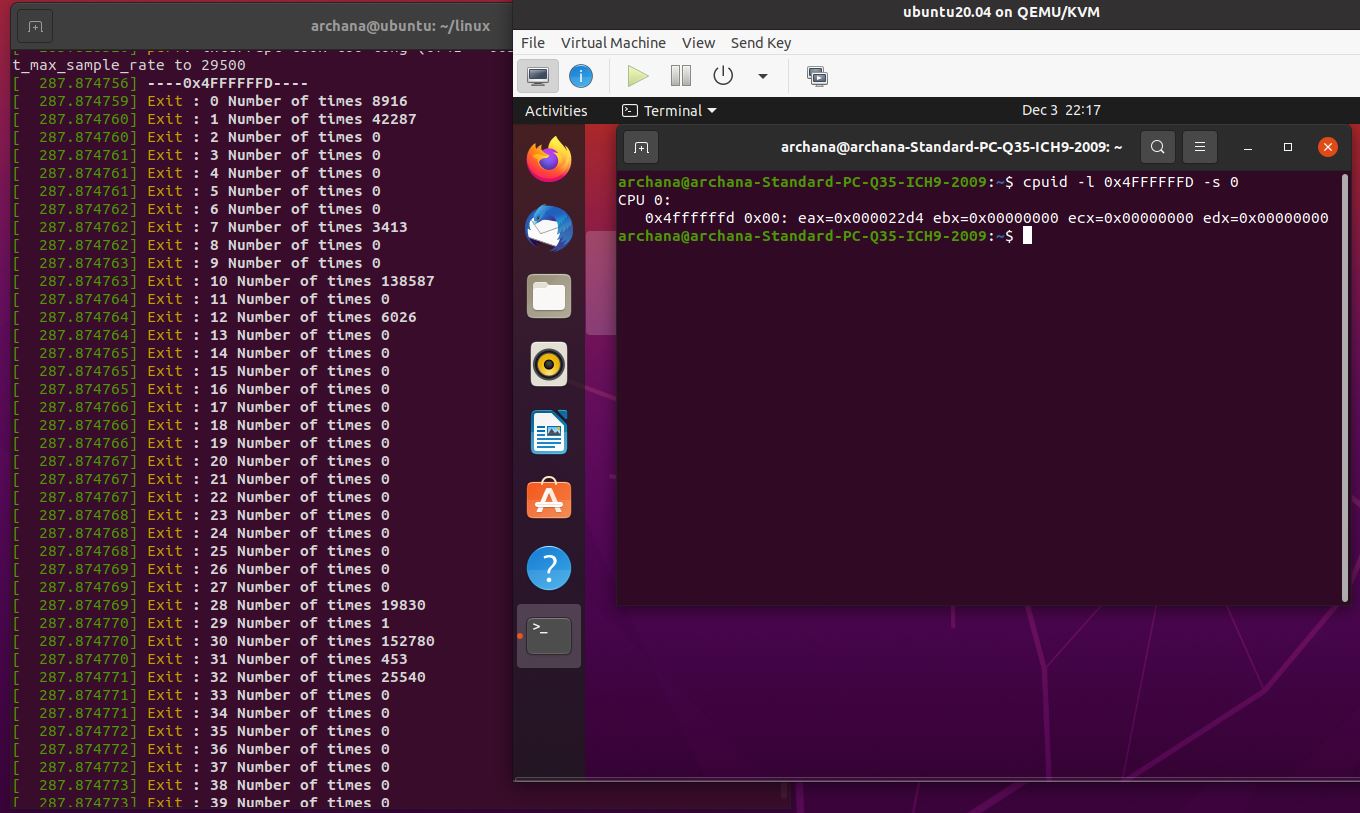 archana@ubuntu: ~/linux
t_max_sample_rate to 29500
[  287.874756] ----0x4FFFFFFD----
[  287.874759] Exit : 0 Number of times 8916
[  287.874760] Exit : 1 Number of times 42287
[  287.874760] Exit : 2 Number of times 0
[  287.874761] Exit : 3 Number of times 0
[  287.874761] Exit : 4 Number of times 0
[  287.874761] Exit : 5 Number of times 0
[  287.874762] Exit : 6 Number of times 0
[  287.874762] Exit : 7 Number of times 3413
[  287.874762] Exit : 8 Number of times 0
[  287.874763] Exit : 9 Number of times 0
[  287.874763] Exit : 10 Number of times 138587
[  287.874764] Exit : 11 Number of times 0
[  287.874764] Exit : 12 Number of times 6026
[  287.874764] Exit : 13 Number of times 0
[  287.874765] Exit : 14 Number of times 0
[  287.874765] Exit : 15 Number of times 0
[  287.874765] Exit : 16 Number of times 0
[  287.874766] Exit : 17 Number of times 0
[  287.874766] Exit : 18 Number of times 0
[  287.874766] Exit : 19 Number of times 0
[  287.874767] Exit : 20 Number of times 0
[  287.874767] Exit : 21 Number of times 0
[  287.874767] Exit : 22 Number of times 0
[  287.874768] Exit : 23 Number of times 0
[  287.874768] Exit : 24 Number of times 0
[  287.874768] Exit : 25 Number of times 0
[  287.874769] Exit : 26 Number of times 0
[  287.874769] Exit : 27 Number of times 0
[  287.874769] Exit : 28 Number of times 19830
[  287.874770] Exit : 29 Number of times 1
[  287.874770] Exit : 30 Number of times 152780
[  287.874770] Exit : 31 Number of times 453
[  287.874771] Exit : 32 Number of times 25540
[  287.874771] Exit : 33 Number of times 0
[  287.874771] Exit : 34 Number of times 0
[  287.874772] Exit : 35 Number of times 0
[  287.874772] Exit : 36 Number of times 0
[  287.874772] Exit : 37 Number of times 0
[  287.874773] Exit : 38 Number of times 0
[  287.874773] Exit : 39 Number of times 0
ubuntu20.04 on QEMU/KVM
File Virtual Machine View Send Key
Activities Terminal Dec 3 22:17
archana@archana-Standard-PC-Q35-ICH9-2009: ~
archana@archana-Standard-PC-Q35-ICH9-2009:~$ cpuid -l 0x4FFFFFFD -s 0
CPU 0:
0x4ffffffd 0x00: eax=0x000022d4 ebx=0x00000000 ecx=0x00000000 edx=0x00000000
archana@archana-Standard-PC-Q35-ICH9-2009:~$